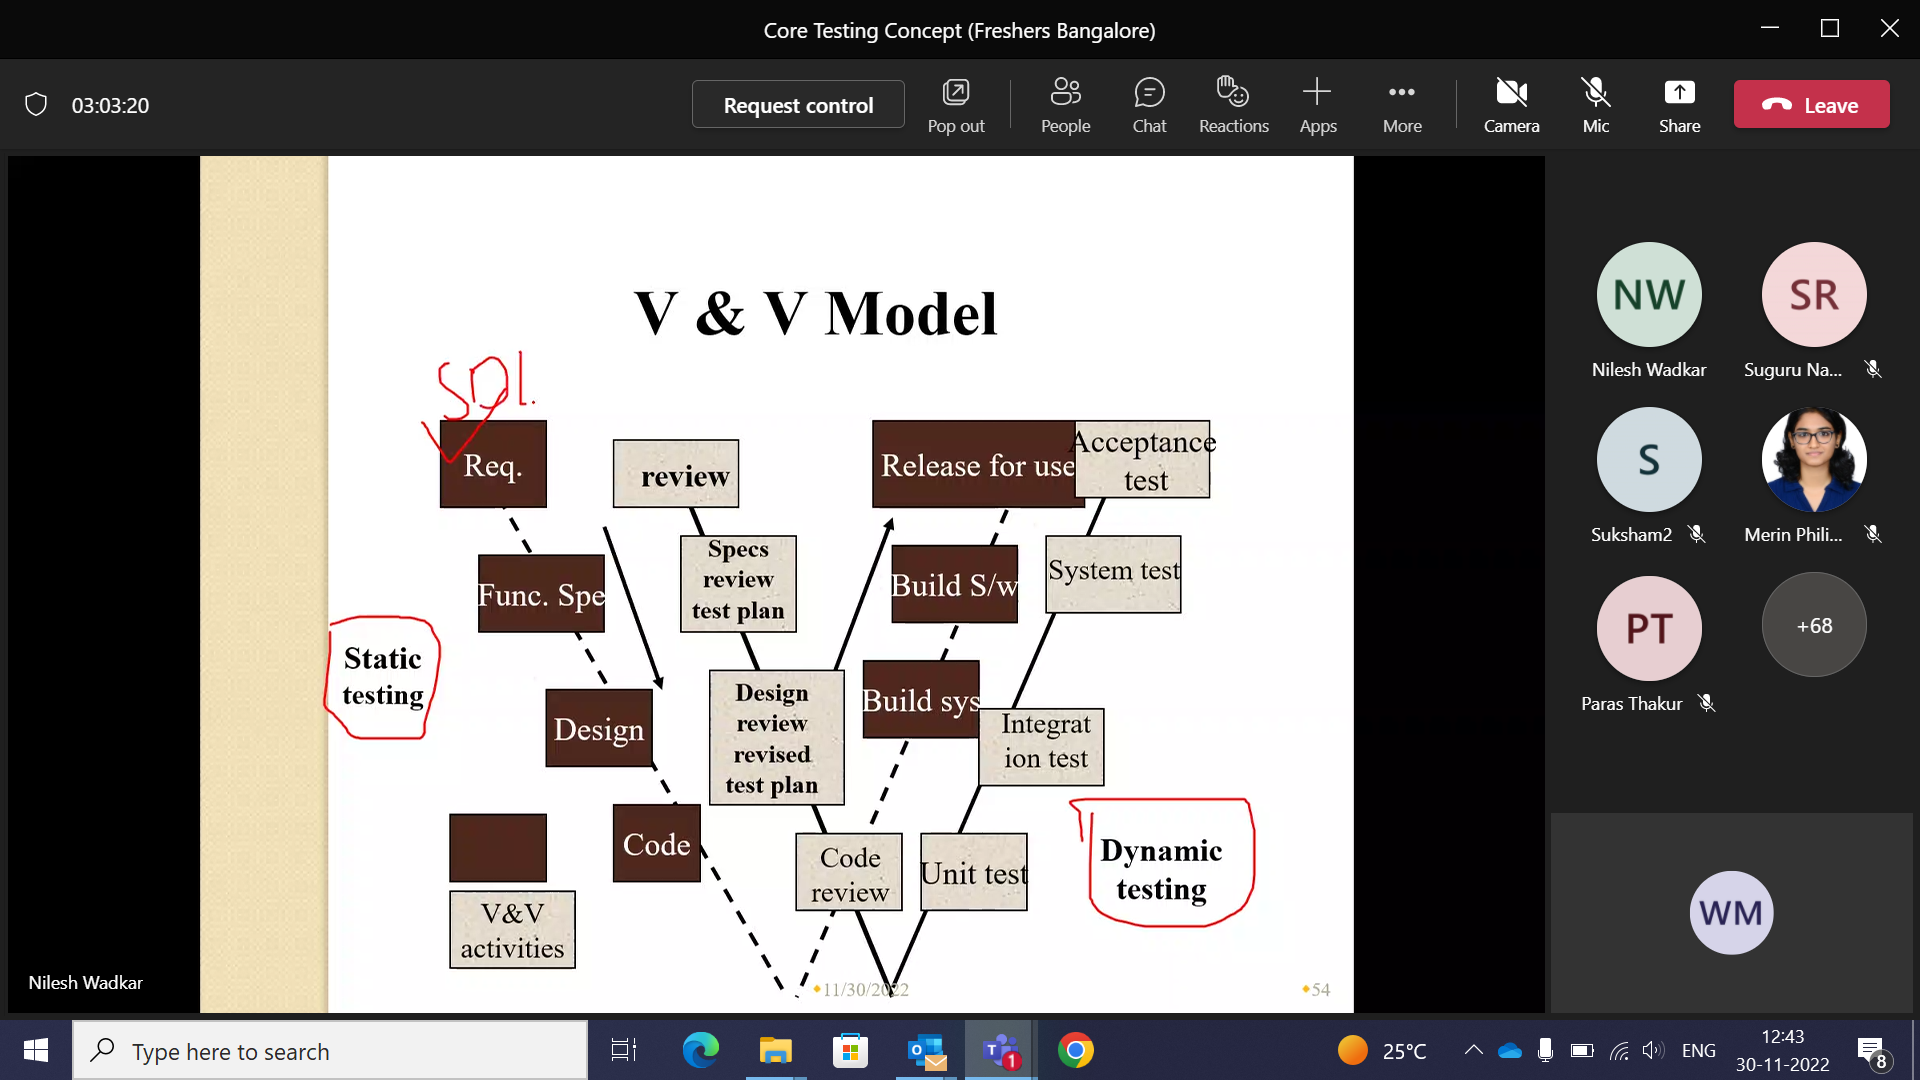 Core Testing Concept (Freshers Bangalore)
03:03:20
Request control
Pop out
People
Chat
Reactions
Apps
More
Camera
Mic
Share
Leave
V & V Model
SDL
Req.
review
Release for use
Acceptance
test
Func. Spe
Specs
review
test plan
Build S/w
System test
Static
testing
Design
Design
review
revised
test plan
Build sys
Integrat
ion test
Code
Code
review
Unit test
Dynamic
testing
V&V
activities
11/30/2022
54
Nilesh Wadkar
NW
Nilesh Wadkar
SR
Suguru Na...
S
Suksham2
Merin Phili...
PT
Paras Thakur
+68
WM
Type here to search
1
25°C
ENG
12:43
30-11-2022
8